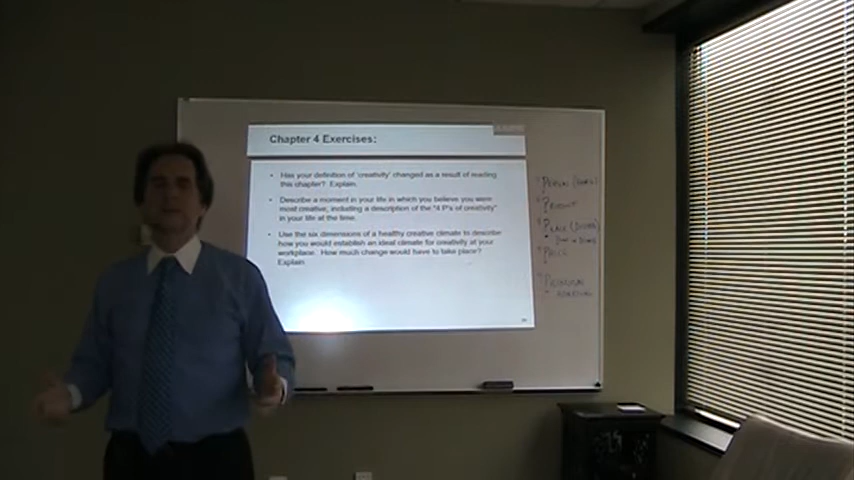 Chapter 4 Exercises:
• Has your definition of 'creativity' changed as a result of reading
this chapter? Explain.
• Describe a moment in your life in which you believe you were
most creative, including a description of the "4 P's of creativity"
in your life at the time.
• Use the six dimensions of a healthy creative climate to describe
how you would establish an ideal climate for creativity at your
workplace. How much change would have to take place?
Explain.
PRODUCT
PLACE
PRICE